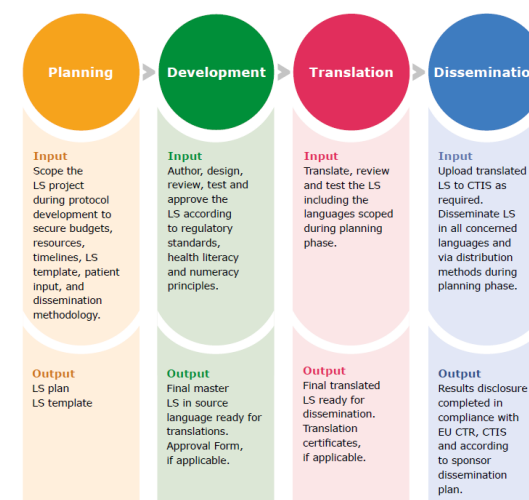 Planning
Development
Translation
Disseminatio
Input
Scope the
LS project
during protocol
development to
secure budgets,
resources,
timelines, LS
template, patient
input, and
dissemination
methodology.
Input
Author, design,
review, test and
approve the
LS according
to regulatory
standards,
health literacy
and numeracy
principles.
Input
Translate, review
and test the LS
including the
languages scoped
during planning
phase.
Input
Upload translated
LS to CTIS as
required.
Disseminate LS
in all concerned
languages and
via distribution
methods during
planning phase.
Output
LS plan
LS template
Output
Final master
LS in source
language ready for
translations.
Approval Form,
if applicable.
Output
Final translated
LS ready for
dissemination.
Translation
certificates,
if applicable.
Output
Results disclosure
completed in
compliance with
EU CTR, CTIS
and according
to sponsor
dissemination
plan.